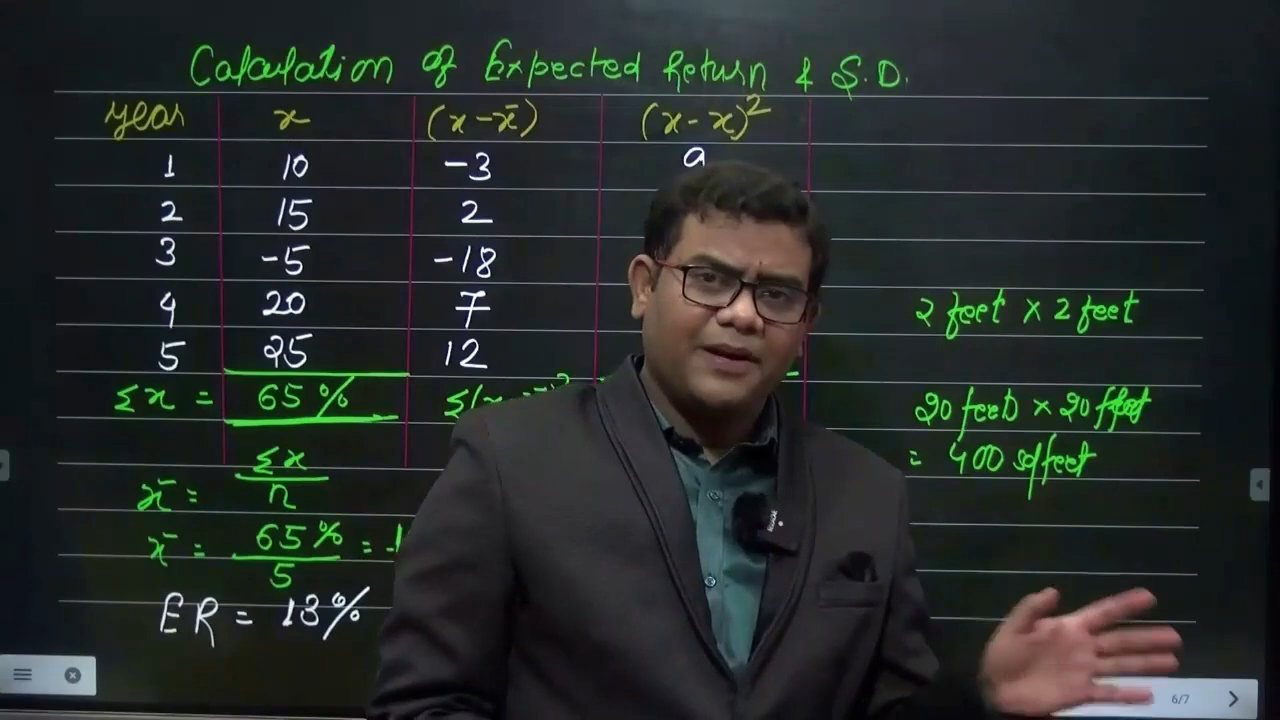 Calculation of Expected Return & S.D.
year x (x-x̄) (x-x)²
1 10 -3 9
2 15 2
3 -5 -18
4 20 7
5 25 12
2 feet x 2 feet
Σx = 65%
20 feet x 20 feet
= 400 sqfeet
x̄ = Σx
n
x̄ = 65% =
5
ER = 13%
6/7